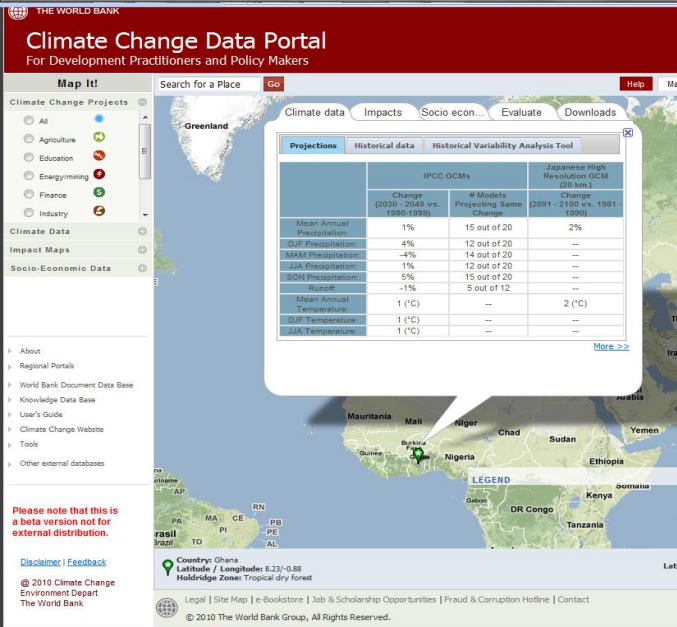 THE WORLD BANK
Climate Change Data Portal
For Development Practitioners and Policy Makers
Map It!
Search for a Place Go Help
Climate Change Projects
All
Agriculture
Education
Energy/mining
Finance
Industry
Climate Data
Impact Maps
Socio-Economic Data
About
Regional Portals
World Bank Document Data Base
Knowledge Data Base
User's Guide
Climate Change Website
Tools
Other external databases
Please note that this is
a beta version not for
external distribution.
Disclaimer | Feedback
@ 2010 Climate Change
Environment Depart
The World Bank
Greenland
Climate data Impacts Socio econ... Evaluate Downloads
Projections Historical data Historical Variability Analysis Tool
IPCC GCMs
Japanese High
Resolution GCM
(20 km.)
Change
(2030 - 2049 vs.
1980-1999)
# Models
Projecting Same
Change
Change
(2091 - 2100 vs. 1981 -
1990)
Mean Annual
Precipitation: 1% 15 out of 20 2%
DJF Precipitation: 4% 12 out of 20 --
MAM Precipitation: -4% 14 out of 20 --
JJA Precipitation: 1% 12 out of 20 --
SON Precipitation: 5% 15 out of 20 --
Runoff: -1% 5 out of 12 --
Mean Annual
Temperature: 1 (°C) -- 2 (°C)
DJF Temperature: 1 (°C) -- --
JJA Temperature: 1 (°C) -- --
More >>
Arabia
Mauritania
Mali
Niger
Chad
Sudan
Yemen
Burkina
Guinea
Nigeria
Ethiopia
LEGEND
Somalia
Gabon
DR Congo
Kenya
Tanzania
AP
RN
PA MA CE PB
PI PE
TO AL
Brazil
Country: Ghana
Latitude / Longitude: 8.23/-0.88
Holdridge Zone: Tropical dry forest
Legal | Site Map | e-Bookstore | Job & Scholarship Opportunities | Fraud & Corruption Hotline | Contact
© 2010 The World Bank Group, All Rights Reserved.